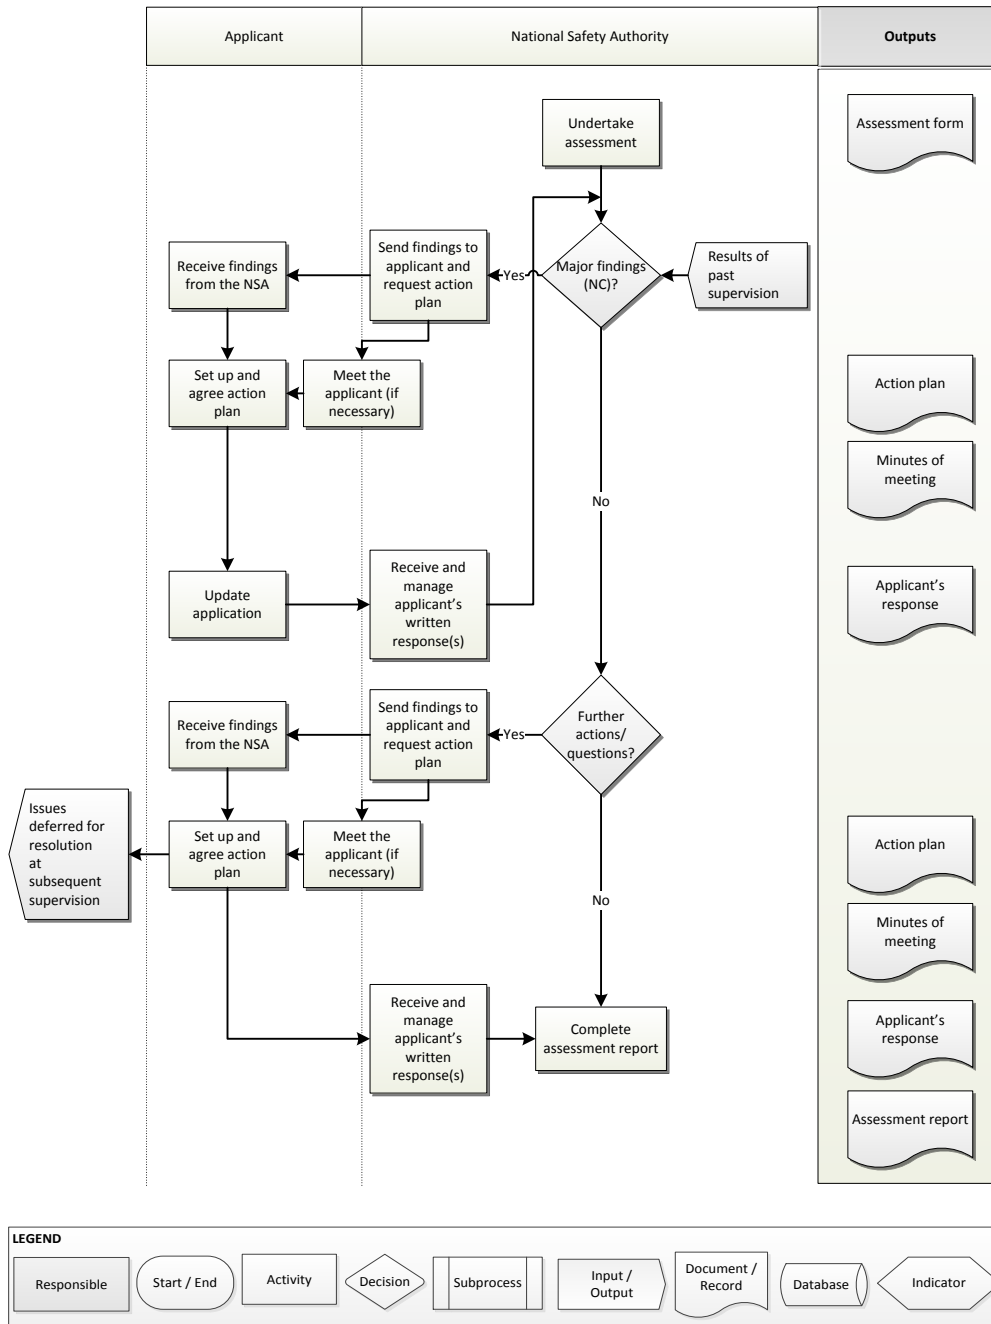 Applicant
National Safety Authority
Outputs
Undertake
assessment
Assessment form
Receive findings
from the NSA
Send findings to
applicant and
request action
plan
Yes
Major findings
(NC)?
Results of
past
supervision
Set up and
agree action
plan
Meet the
applicant (if
necessary)
Action plan
Minutes of
meeting
No
Update
application
Receive and
manage
applicant's
written
response(s)
Applicant's
response
Receive findings
from the NSA
Send findings to
applicant and
request action
plan
Yes
Further
actions/
questions?
Issues
deferred for
resolution
at
subsequent
supervision
Set up and
agree action
plan
Meet the
applicant (if
necessary)
Action plan
No
Minutes of
meeting
Receive and
manage
applicant's
written
response(s)
Complete
assessment report
Applicant's
response
Assessment report
LEGEND
Responsible
Start / End
Activity
Decision
Subprocess
Input /
Output
Document /
Record
Database
Indicator